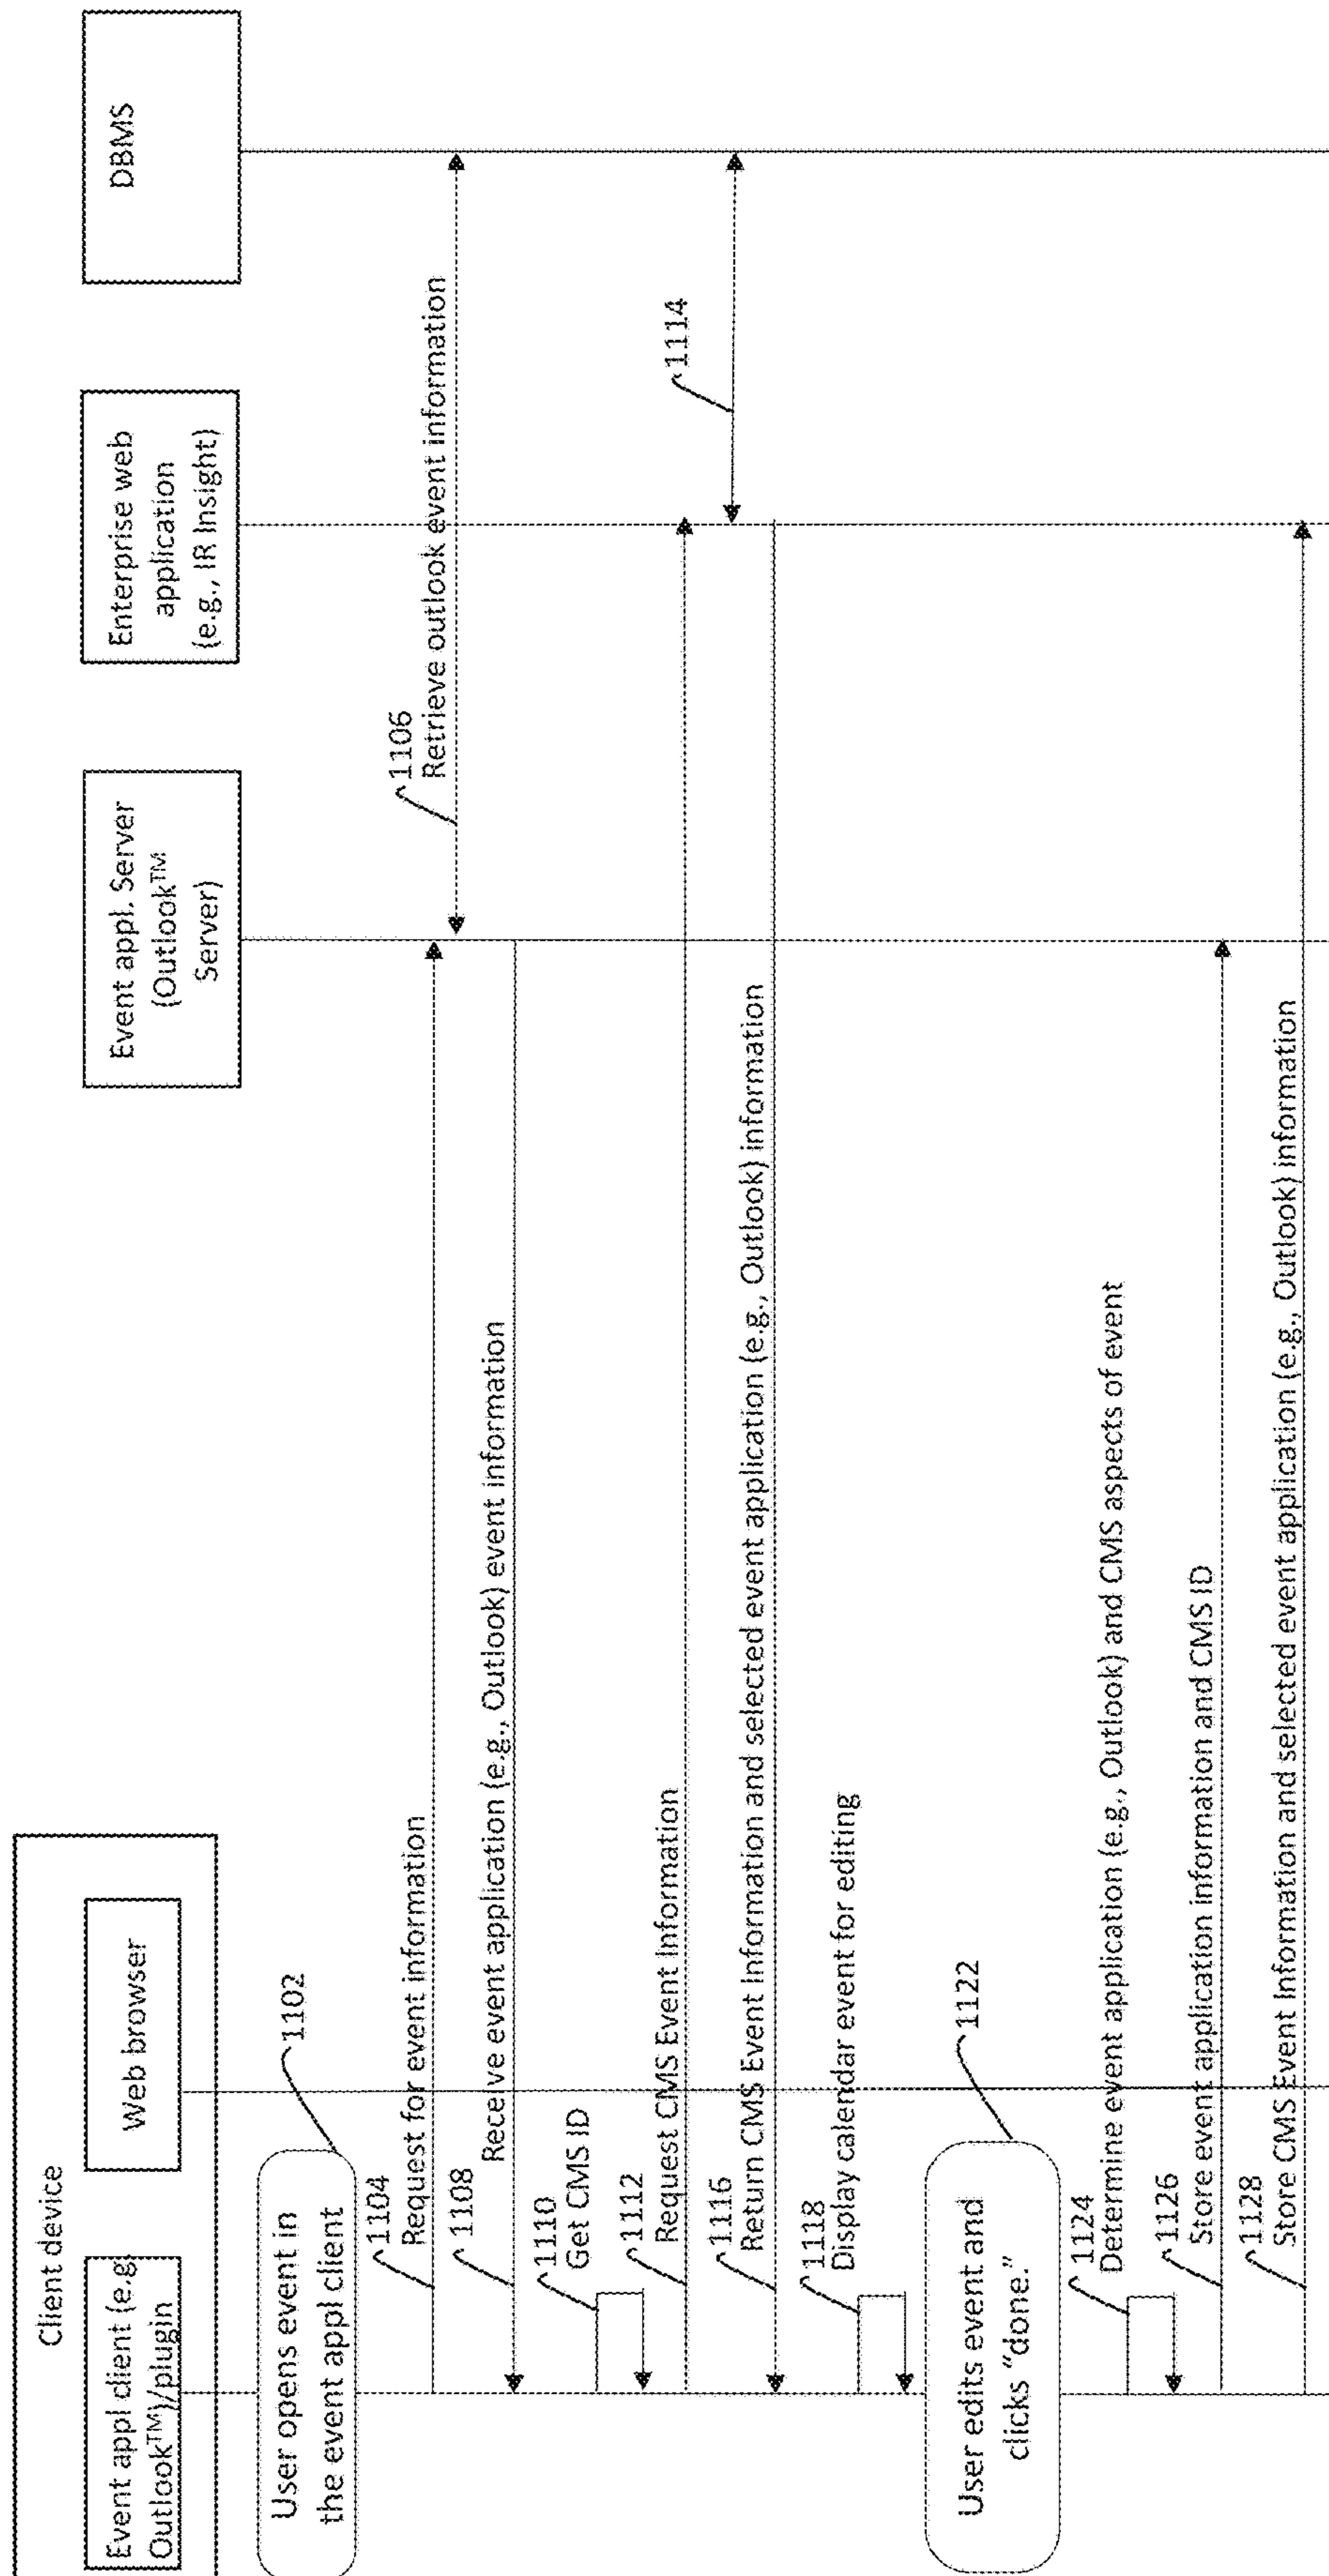 Client device
Event appl client (e.g.
Outlook™)/plugin
Web browser
Event appl. Server
(Outlook™
Server)
Enterprise web
application
(e.g., IR Insight)
DBMS
User opens event in
the event appl client
1102
1104
Request for event information
1106
Retrieve outlook event information
1108
Receive event application (e.g., Outlook) event information
1110
Get CMS ID
1112
Request CMS Event Information
1114
1116
Return CMS Event Information and selected event application (e.g., Outlook) information
1118
Display calendar event for editing
User edits event and
clicks “done.”
1122
1124
Determine event application (e.g., Outlook) and CMS aspects of event
1126
Store event application information and CMS ID
1128
Store CMS Event Information and selected event application (e.g., Outlook) information